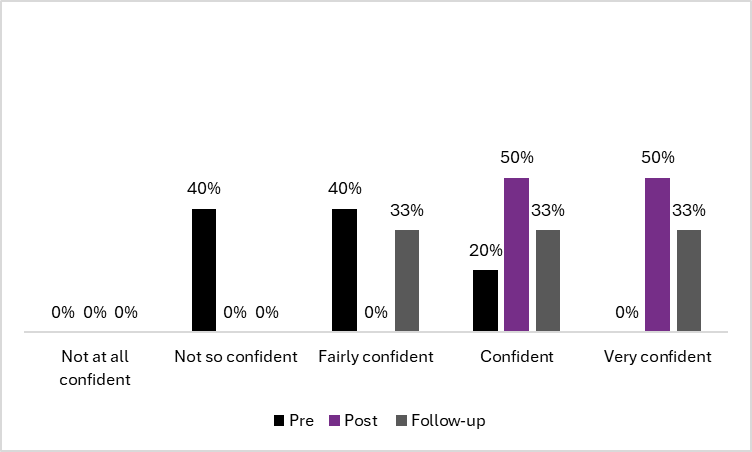 50% 50%
40% 40%
33% 33% 33%
20%
0% 0% 0% 0% 0% 0% 0%
Not at all confident Not so confident Fairly confident Confident Very confident
Pre Post Follow-up